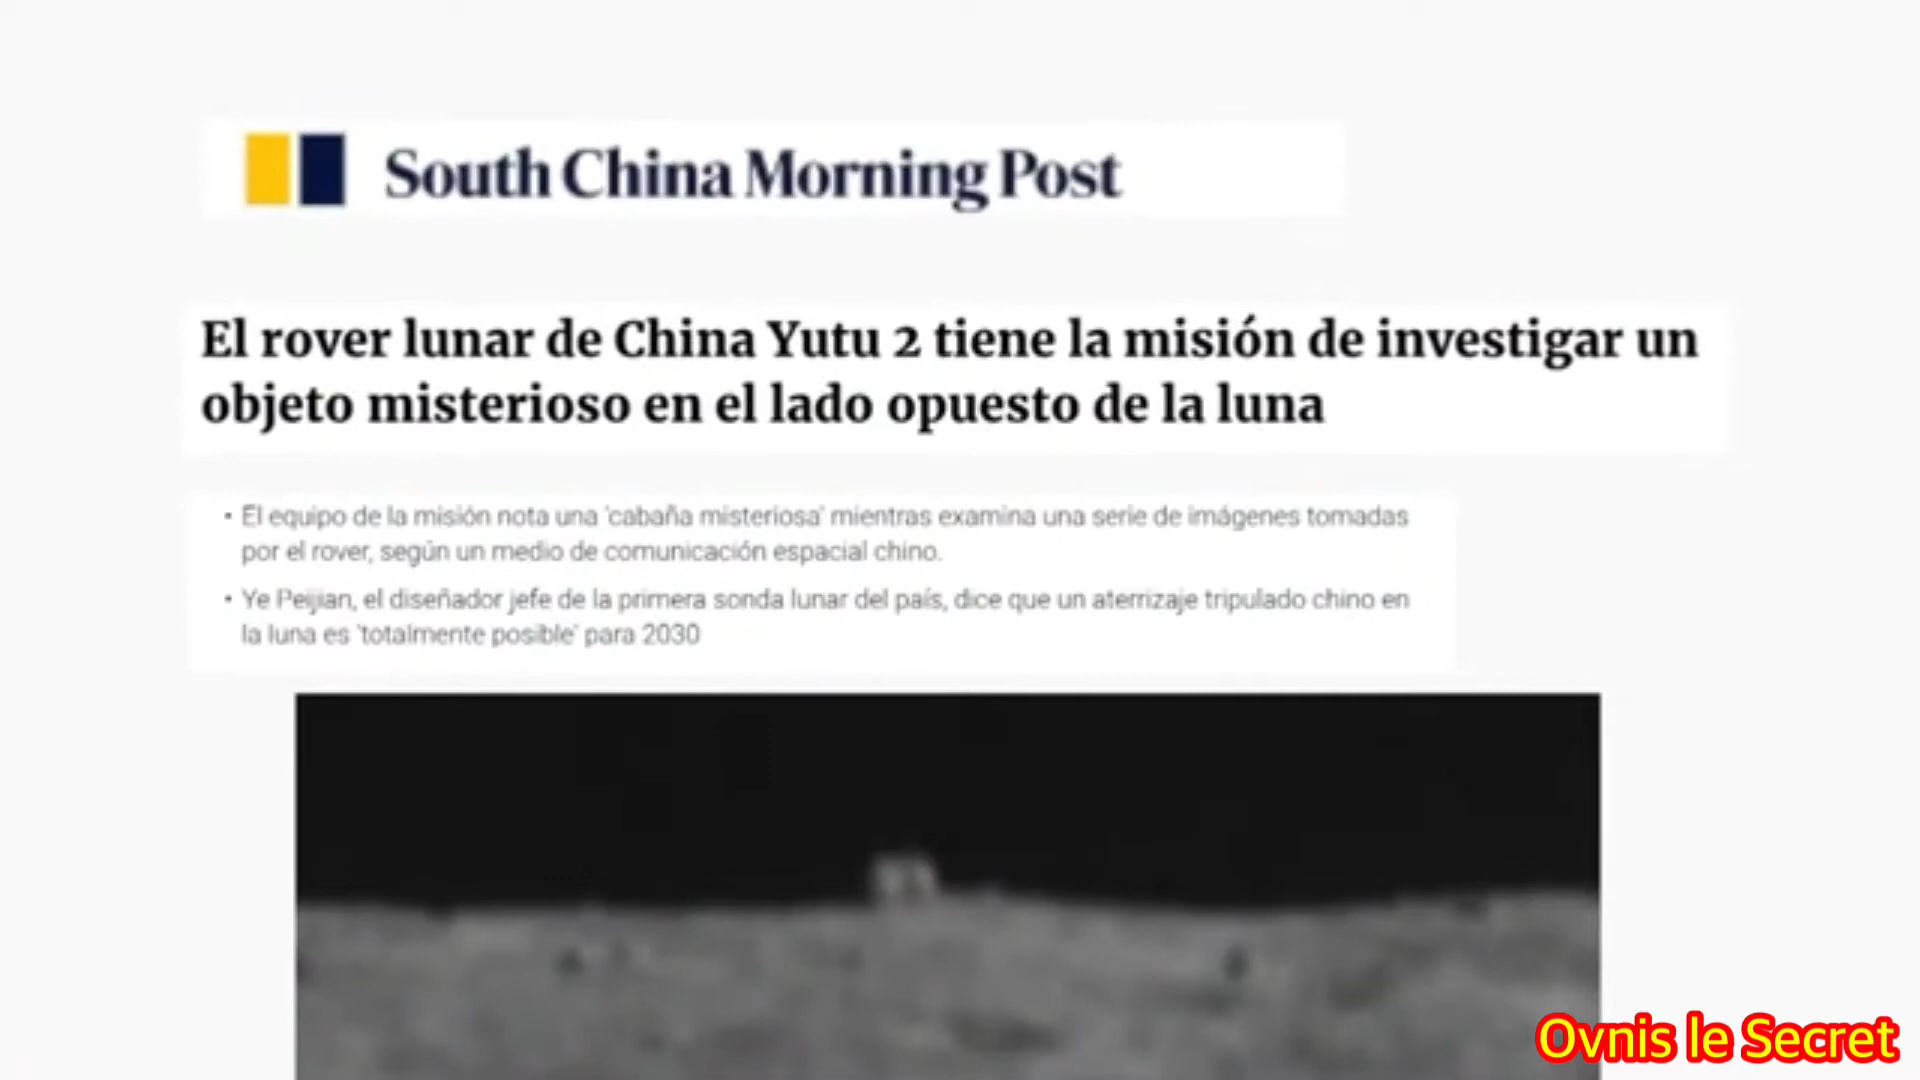 South China Morning Post
El rover lunar de China Yutu 2 tiene la misión de investigar un
objeto misterioso en el lado opuesto de la luna
• El equipo de la misión nota una 'cabaña misteriosa' mientras examina una serie de imágenes tomadas
por el rover, según un medio de comunicación espacial chino.
• Ye Peijian, el diseñador jefe de la primera sonda lunar del país, dice que un aterrizaje tripulado chino en
la luna es 'totalmente posible' para 2030
Ovnis le Secret